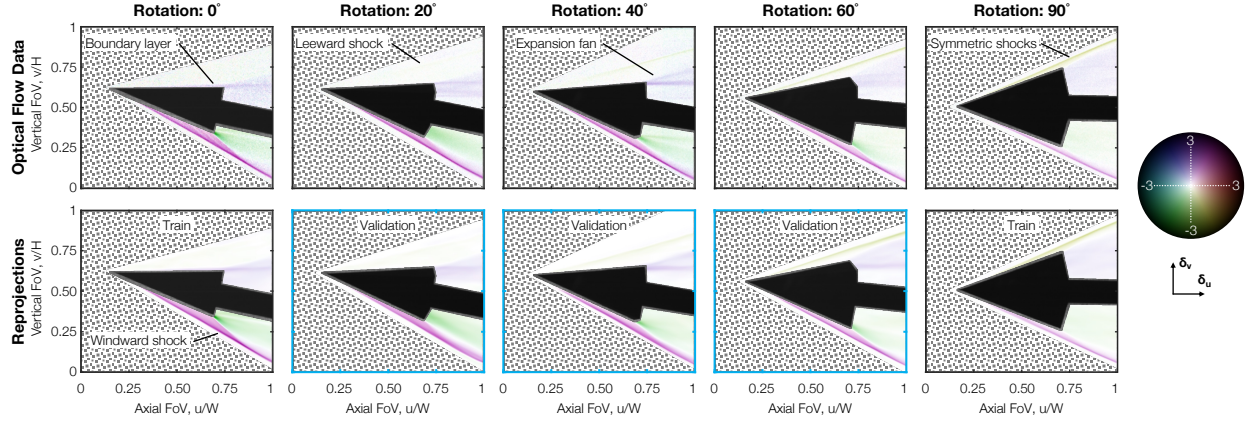 Rotation: 0°
Rotation: 20°
Rotation: 40°
Rotation: 60°
Rotation: 90°
Optical Flow Data
Vertical FoV, v/H
1
0.75
0.50
0.25
0
Boundary layer
Leeward shock
Expansion fan
Symmetric shocks
Reprojections
Vertical FoV, v/H
1
0.75
0.50
0.25
0
Train
Validation
Validation
Validation
Train
Windward shock
0 0.25 0.50 0.75 1
0 0.25 0.50 0.75 1
0 0.25 0.50 0.75 1
0 0.25 0.50 0.75 1
0 0.25 0.50 0.75 1
Axial FoV, u/W
Axial FoV, u/W
Axial FoV, u/W
Axial FoV, u/W
Axial FoV, u/W
3
-3 3
-3
δv
δu